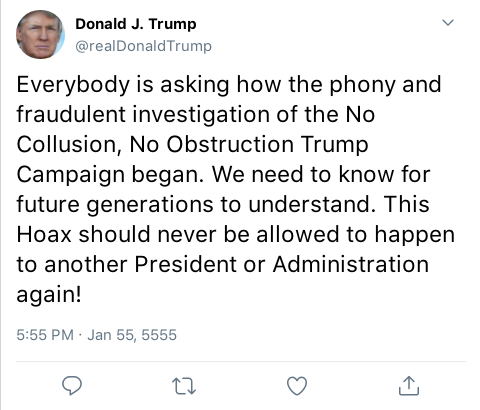 Donald J. Trump
@realDonaldTrump
Everybody is asking how the phony and
fraudulent investigation of the No
Collusion, No Obstruction Trump
Campaign began. We need to know for
future generations to understand. This
Hoax should never be allowed to happen
to another President or Administration
again!
5:55 PM · Jan 55, 5555